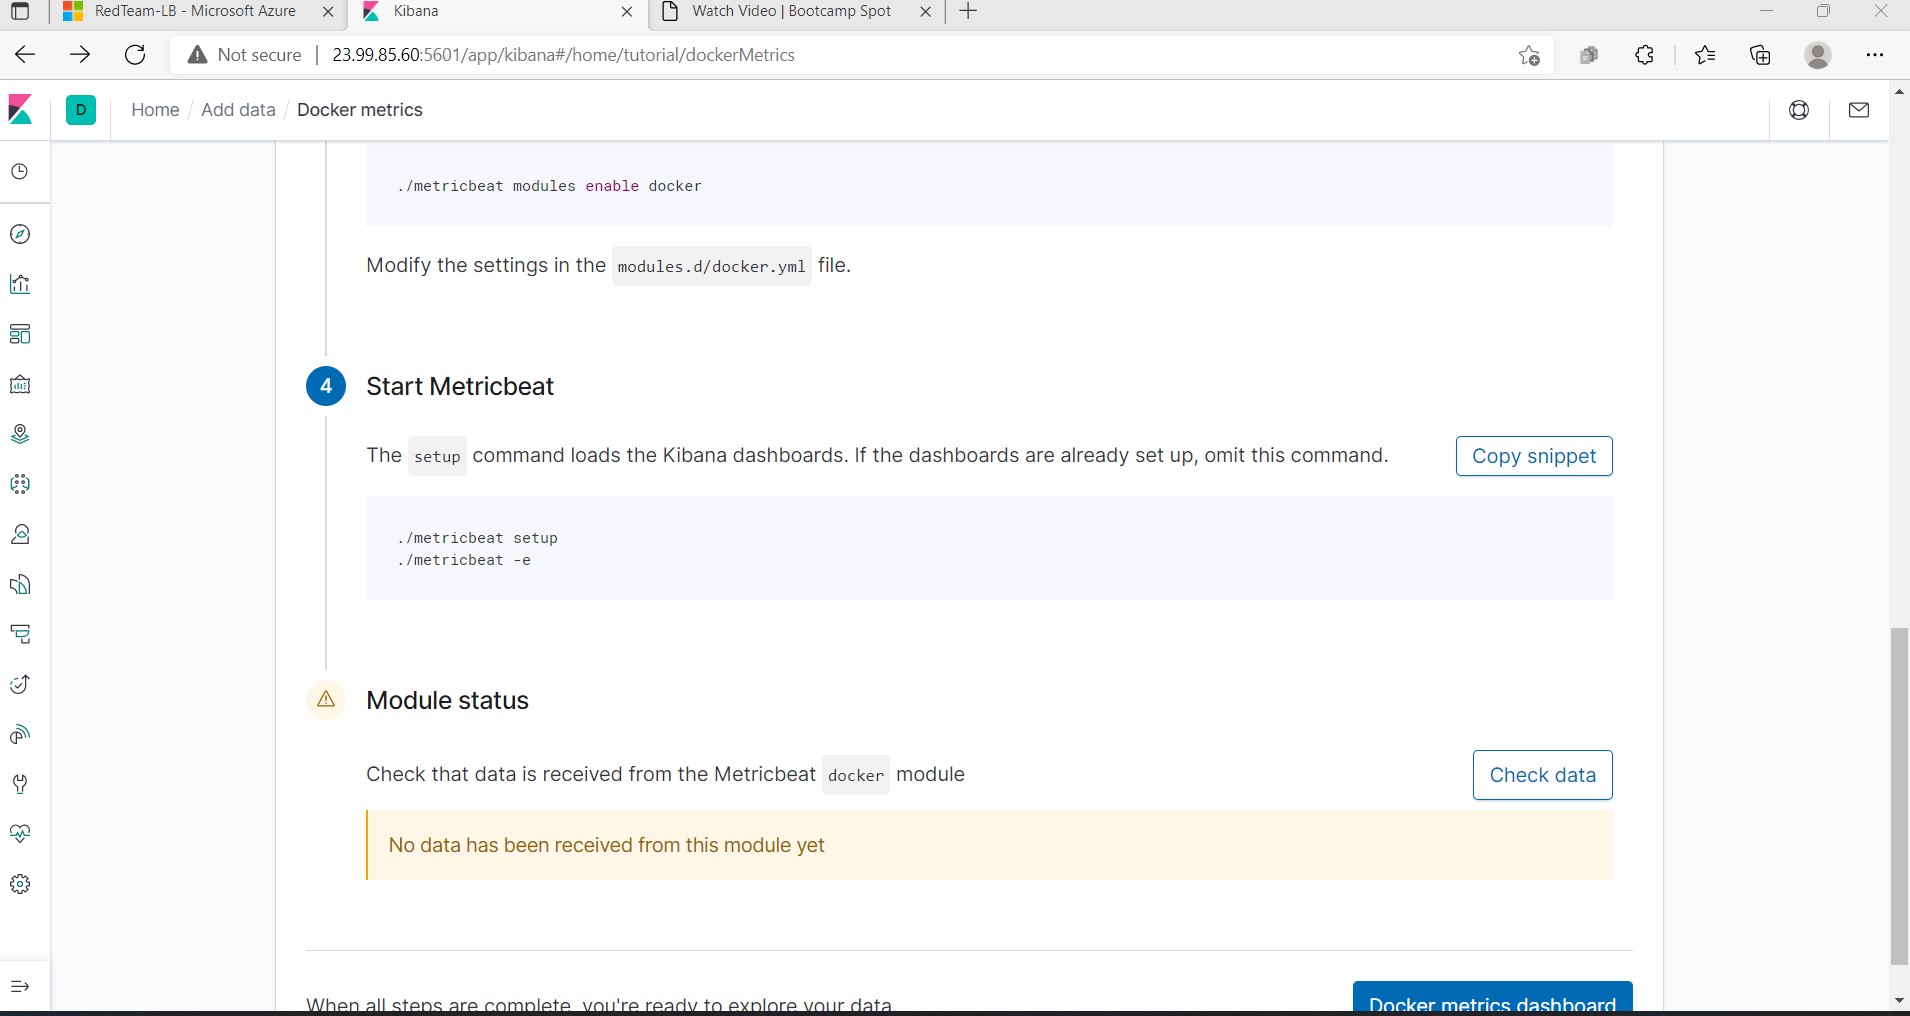 RedTeam-LB - Microsoft Azure
Kibana
Watch Video | Bootcamp Spot
Not secure | 23.99.85.60:5601/app/kibana#/home/tutorial/dockerMetrics
D
Home / Add data / Docker metrics
./metricbeat modules enable docker
Modify the settings in the modules.d/docker.yml file.
4 Start Metricbeat
The setup command loads the Kibana dashboards. If the dashboards are already set up, omit this command.
Copy snippet
./metricbeat setup
./metricbeat -e
Module status
Check that data is received from the Metricbeat docker module
Check data
No data has been received from this module yet
When all steps are complete, you're ready to explore your data.
Docker metrics dashboard